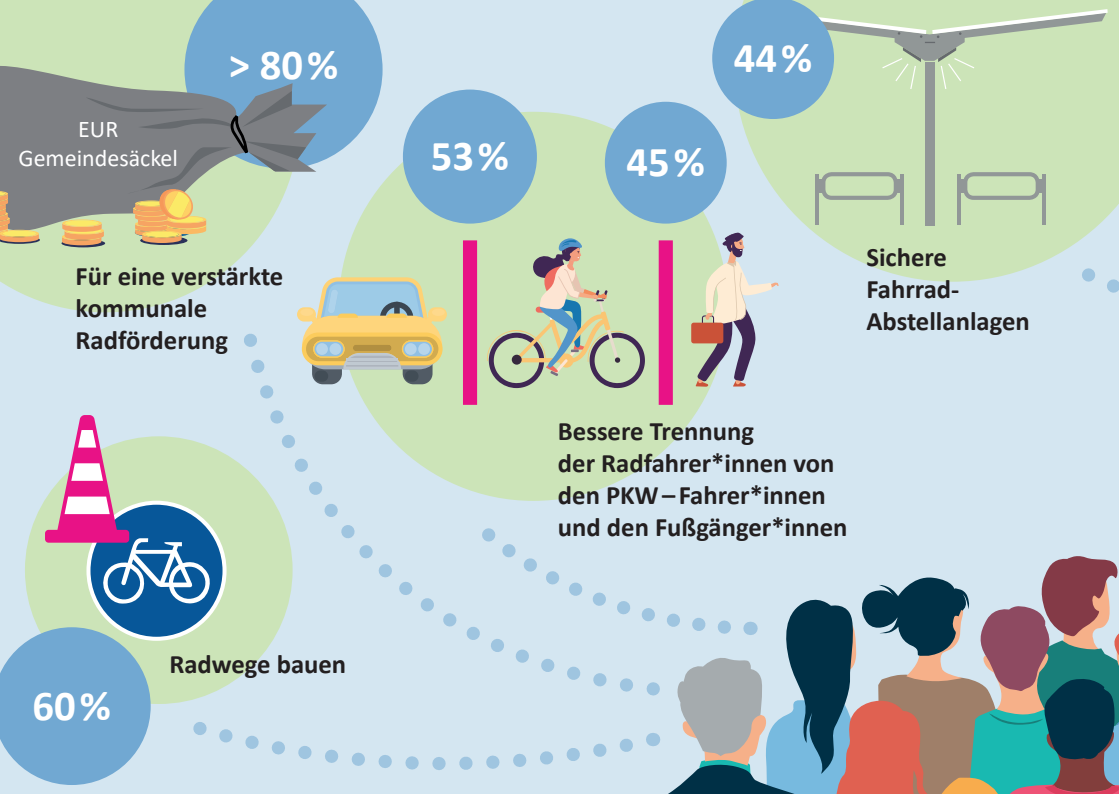 > 80 %
EUR
Gemeindesäckel
Für eine verstärkte
kommunale
Radförderung
53 %
45 %
Bessere Trennung
der Radfahrer*innen von
den PKW – Fahrer*innen
und den Fußgänger*innen
44 %
Sichere
Fahrrad-
Abstellanlagen
Radwege bauen
60 %